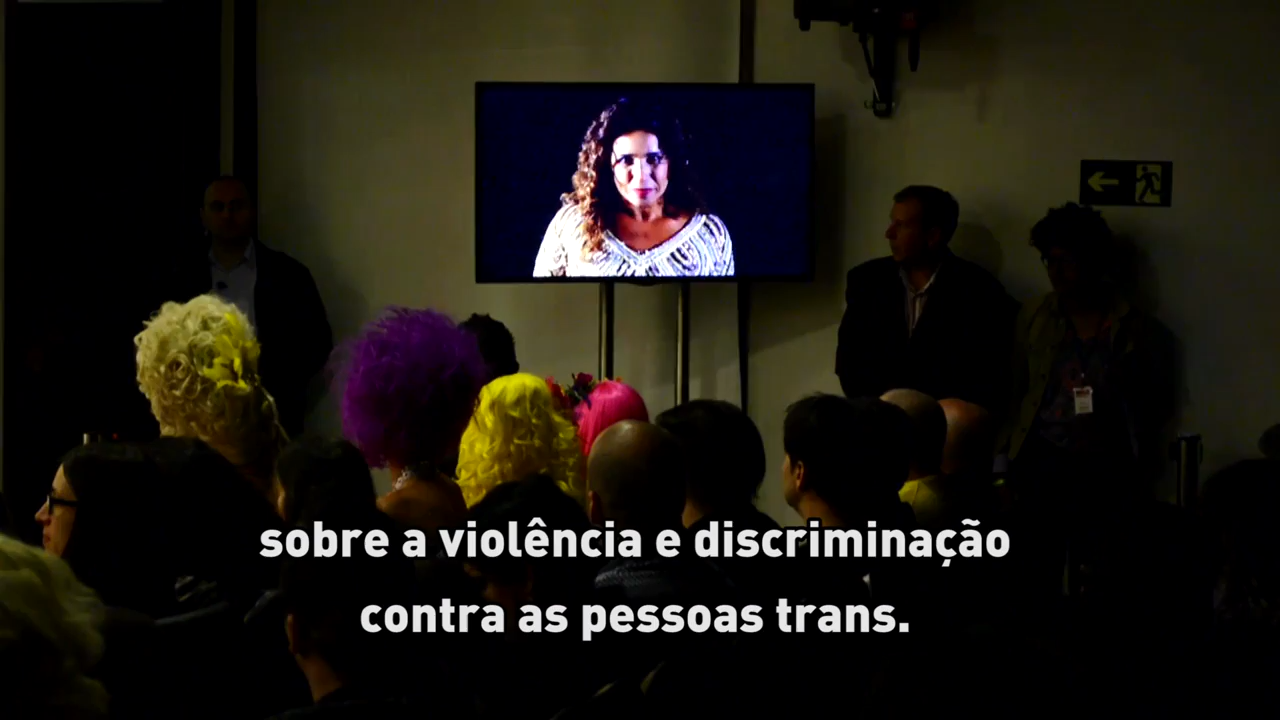 sobre a violência e discriminação
contra as pessoas trans.